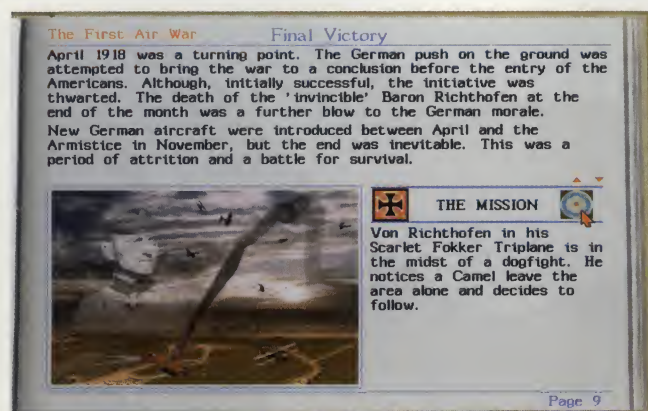 The First Air War
Final Victory
April 1918 was a turning point. The German push on the ground was
attempted to bring the war to a conclusion before the entry of the
Americans. Although, initially successful, the initiative was
thwarted. The death of the 'invincible' Baron Richthofen at the
end of the month was a further blow to the German morale.
New German aircraft were introduced between April and the
Armistice in November, but the end was inevitable. This was a
period of attrition and a battle for survival.
THE MISSION
Von Richthofen in his
Scarlet Fokker Triplane is in
the midst of a dogfight. He
notices a Camel leave the
area alone and decides to
follow.
Page 9